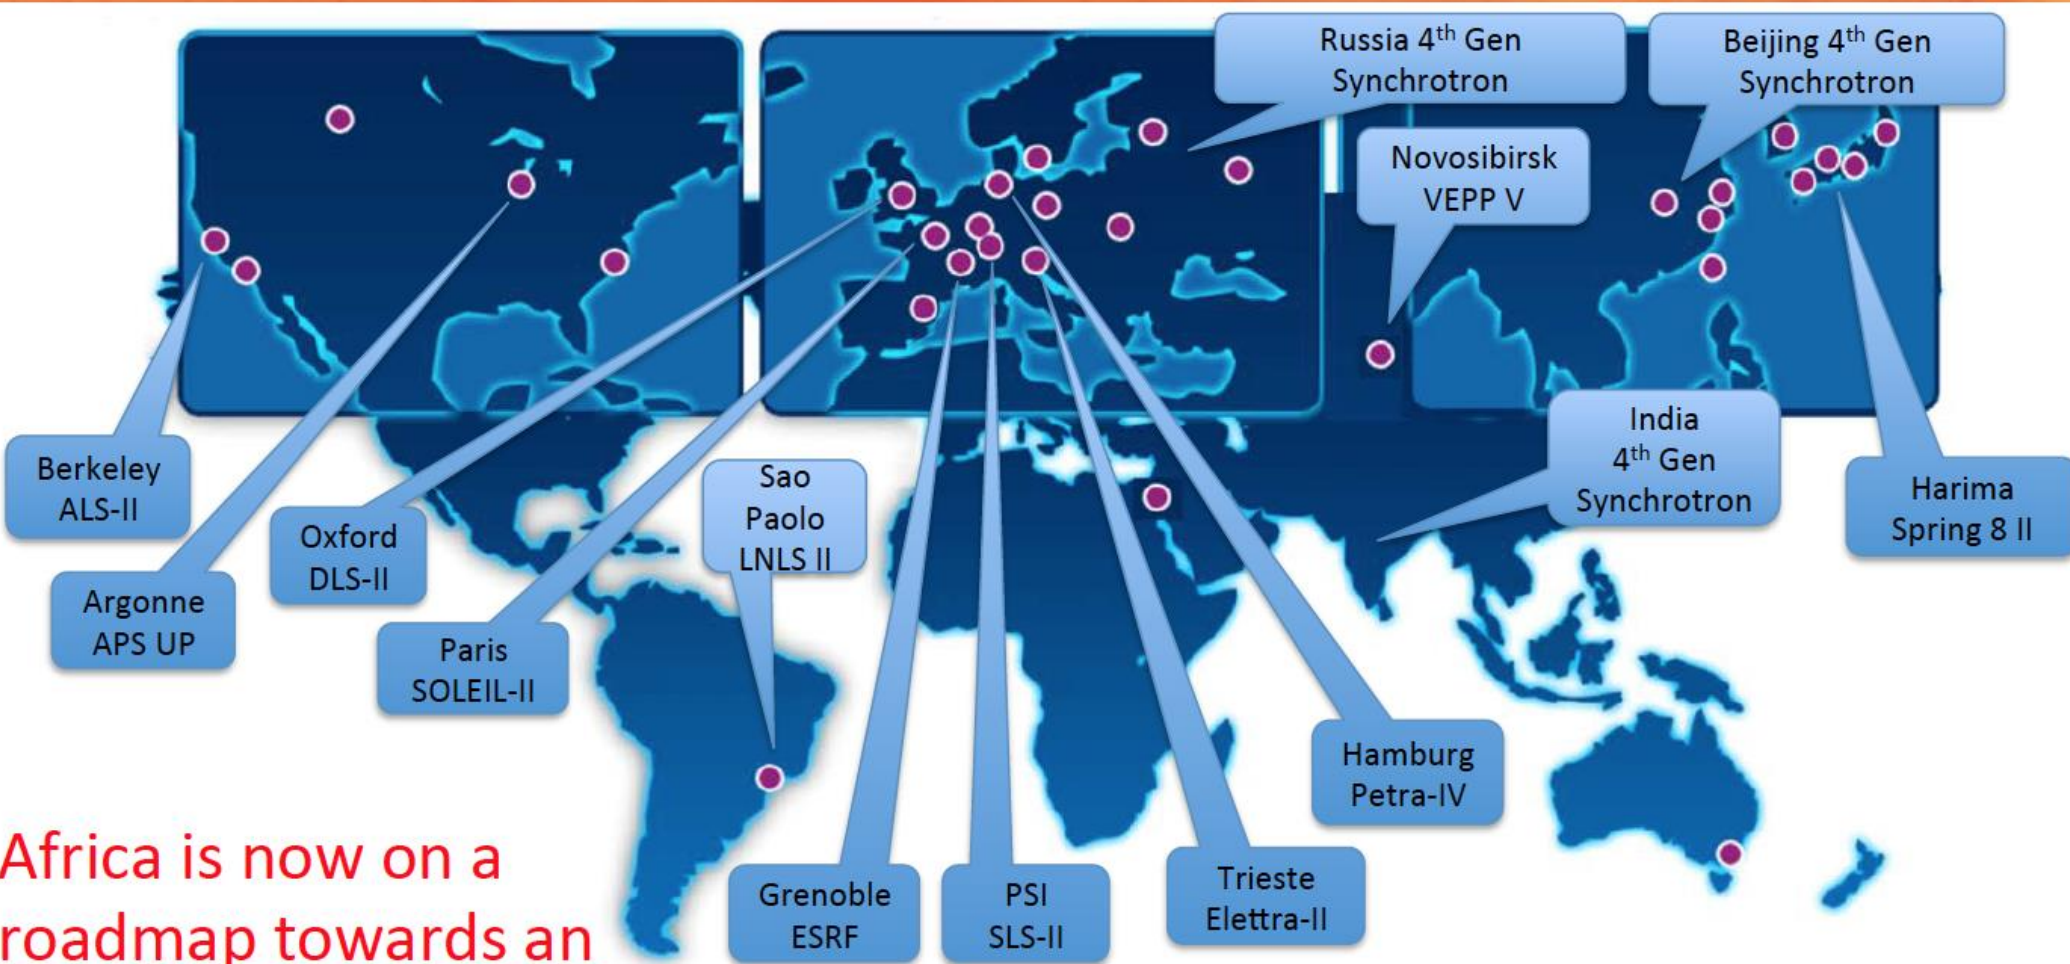 Russia 4th Gen
Synchrotron
Beijing 4th Gen
Synchrotron
Novosibirsk
VEPP V
India
4th Gen
Synchrotron
Berkeley
ALS-II
Harima
Spring 8 II
Sao
Paolo
LNLS II
Oxford
DLS-II
Argonne
APS UP
Paris
SOLEIL-II
Hamburg
Petra-IV
Trieste
Elettra-II
Grenoble
ESRF
PSI
SLS-II
Africa is now on a
roadmap towards an